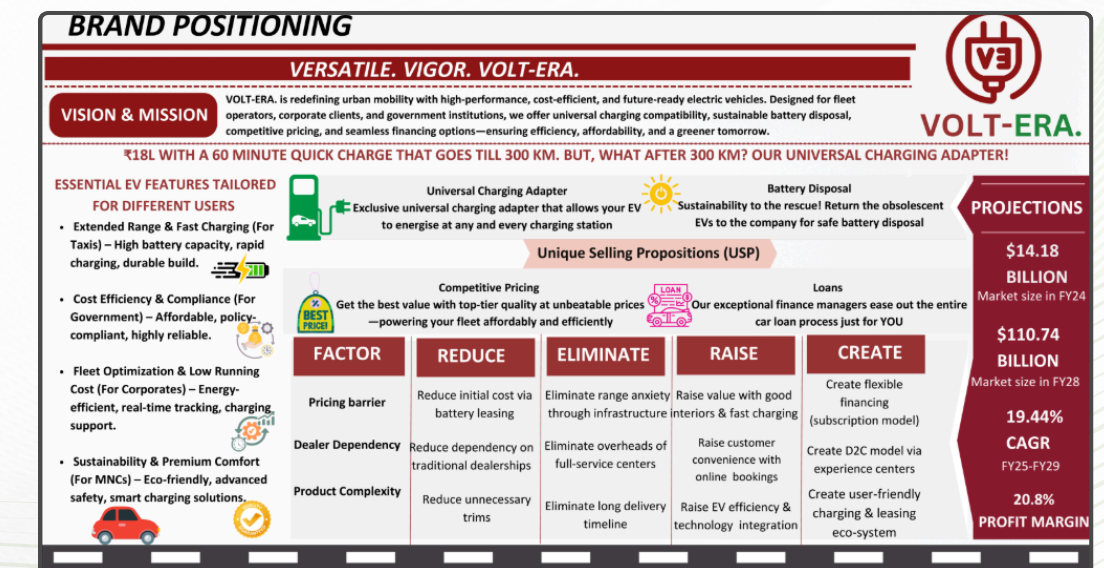 BRAND POSITIONING
VERSATILE. VIGOR. VOLT-ERA.
VE
VOLT-ERA.
VISION & MISSION
VOLT-ERA. is redefining urban mobility with high-performance, cost-efficient, and future-ready electric vehicles. Designed for fleet
operators, corporate clients, and government institutions, we offer universal charging compatibility, sustainable battery disposal,
competitive pricing, and seamless financing options—ensuring efficiency, affordability, and a greener tomorrow.
₹18L WITH A 60 MINUTE QUICK CHARGE THAT GOES TILL 300 KM. BUT, WHAT AFTER 300 KM? OUR UNIVERSAL CHARGING ADAPTER!
ESSENTIAL EV FEATURES TAILORED
FOR DIFFERENT USERS
• Extended Range & Fast Charging (For
Taxis) – High battery capacity, rapid
charging, durable build.
• Cost Efficiency & Compliance (For
Government) – Affordable, policy-
compliant, highly reliable.
• Fleet Optimization & Low Running
Cost (For Corporates) – Energy-
efficient, real-time tracking, charging
support.
• Sustainability & Premium Comfort
(For MNCs) – Eco-friendly, advanced
safety, smart charging solutions.
Universal Charging Adapter
Exclusive universal charging adapter that allows your EV
to energise at any and every charging station
Battery Disposal
Sustainability to the rescue! Return the obsolescent
EVs to the company for safe battery disposal
Unique Selling Propositions (USP)
%
BEST
PRICE!
Competitive Pricing
Get the best value with top-tier quality at unbeatable prices
—powering your fleet affordably and efficiently
LOAN
Loans
Our exceptional finance managers ease out the entire
car loan process just for YOU
FACTOR
REDUCE
ELIMINATE
RAISE
CREATE
Pricing barrier
Reduce initial cost via
battery leasing
Eliminate range anxiety
through infrastructure
Raise value with good
interiors & fast charging
Create flexible
financing
(subscription model)
Dealer Dependency
Reduce dependency on
traditional dealerships
Eliminate overheads of
full-service centers
Raise customer
convenience with
online bookings
Create D2C model via
experience centers
Product Complexity
Reduce unnecessary
trims
Eliminate long delivery
timeline
Raise EV efficiency &
technology integration
Create user-friendly
charging & leasing
eco-system
PROJECTIONS
$14.18
BILLION
Market size in FY24
$110.74
BILLION
Market size in FY28
19.44%
CAGR
FY25-FY29
20.8%
PROFIT MARGIN